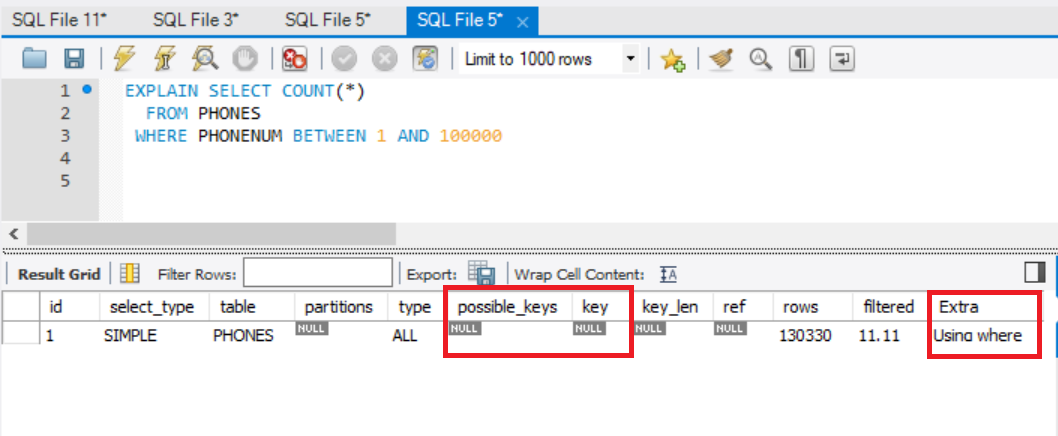 SQL File 11* SQL File 3* SQL File 5* SQL File 5* ×
Limit to 1000 rows
1 EXPLAIN SELECT COUNT(*)
2 FROM PHONES
3 WHERE PHONENUM BETWEEN 1 AND 100000
4
5
Result Grid Filter Rows: Export: Wrap Cell Content: IA
id select_type table partitions type possible_keys key key_len ref rows filtered Extra
1 SIMPLE PHONES NULL ALL NULL NULL NULL NULL 130330 11.11 Using where